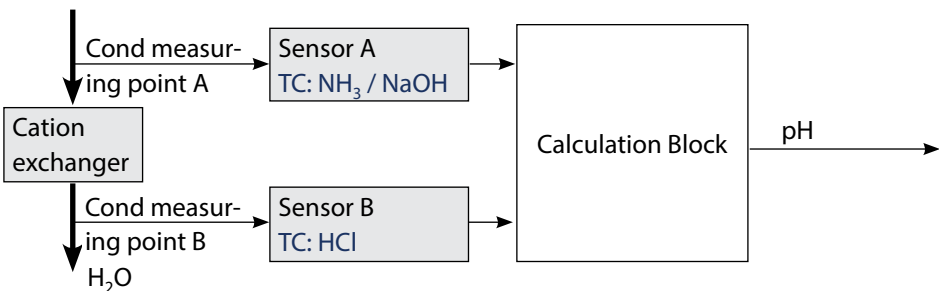 Cond measur-
ing point A
Sensor A
TC: NH₃ / NaOH
Cation
exchanger
Calculation Block
pH
Cond measur-
ing point B
Sensor B
TC: HCl
H₂O